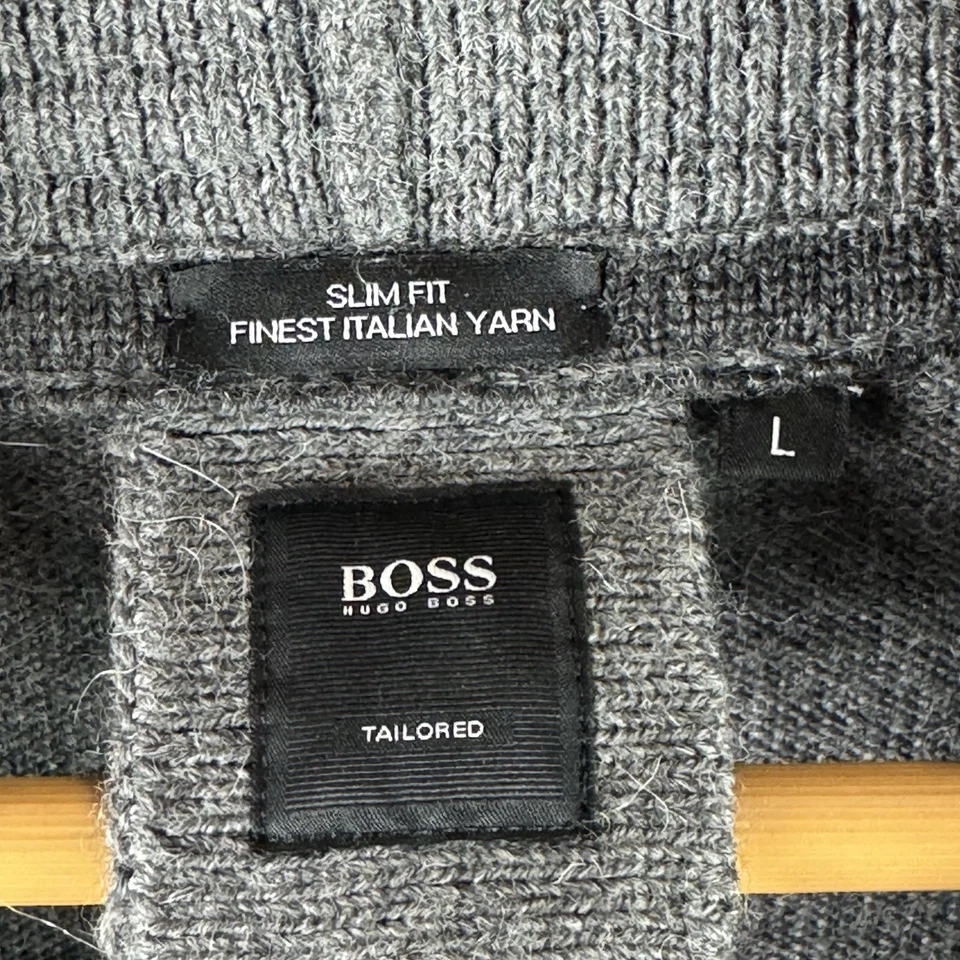 SLIM FIT
FINEST ITALIAN YARN
L
BOSS
HUGO BOSS
TAILORED